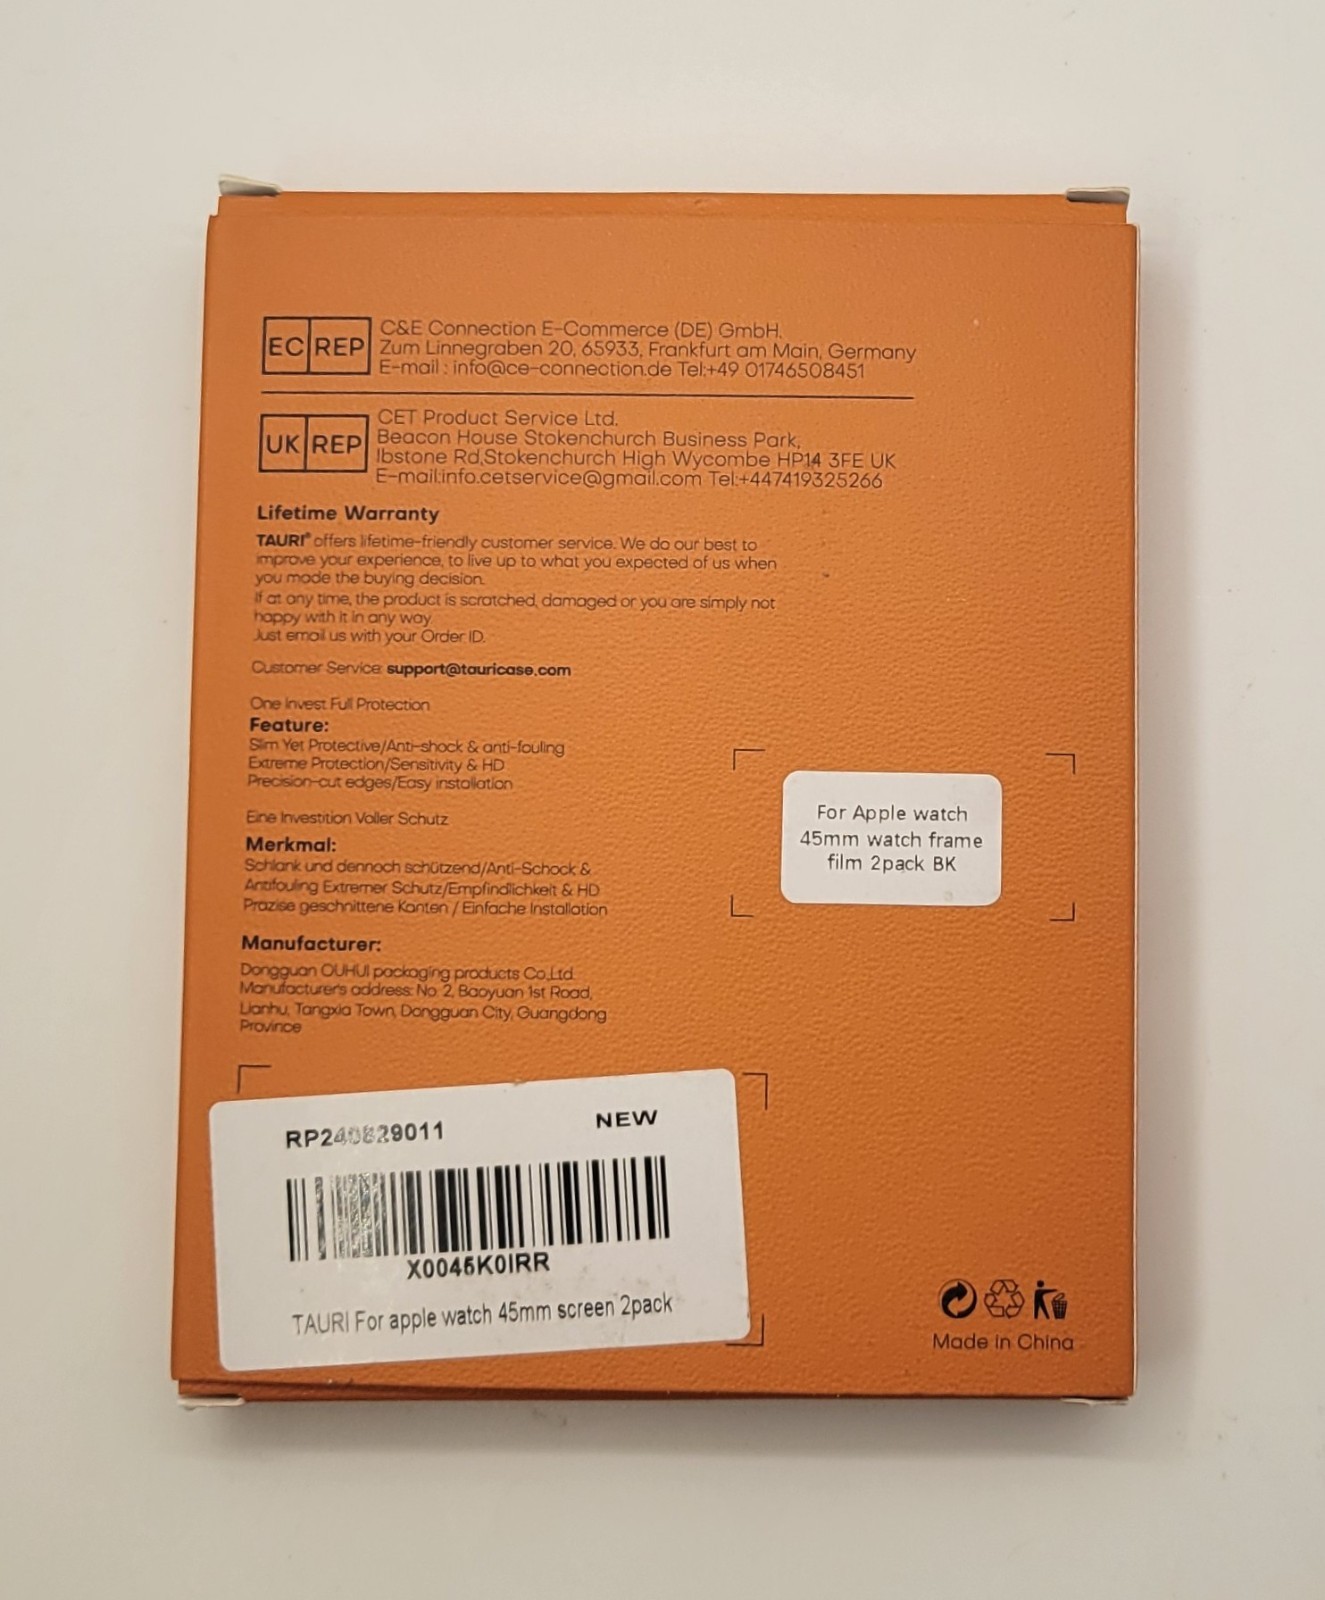 EC REP
C&E Connection E-Commerce (DE) GmbH.
Zum Linnegraben 20, 65933, Frankfurt am Main, Germany
E-mail : info@ce-connection.de Tel:+49 01746508451
UK REP
CET Product Service Ltd.
Beacon House Stokenchurch Business Park,
Ibstone Rd,Stokenchurch High Wycombe HP14 3FE UK
E-mail:info.cetservice@gmail.com Tel:+447419325266
Lifetime Warranty
TAURI® offers lifetime-friendly customer service. We do our best to
improve your experience, to live up to what you expected of us when
you made the buying decision.
If at any time, the product is scratched, damaged or you are simply not
happy with it in any way.
Just email us with your Order ID.
Customer Service: support@tauricase.com
One Invest Full Protection
Feature:
Slim Yet Protective/Anti-shock & anti-fouling
Extreme Protection/Sensitivity & HD
Precision-cut edges/Easy installation
Eine Investition Voller Schutz
Merkmal:
Schlank und dennoch schützend/Anti-Schock &
Antifouling Extremer Schutz/Empfindlichkeit & HD
Präzise geschnittene Kanten / Einfache Installation
Manufacturer:
Dongguan OUHUI packaging products Co,Ltd.
Manufacturer's address: No. 2, Baoyuan 1st Road,
Lianhu, Tangxia Town, Dongguan City, Guangdong
Province
For Apple watch
45mm watch frame
film 2pack BK
RP240829011
NEW
X0045K0IRR
TAURI For apple watch 45mm screen 2pack
Made in China